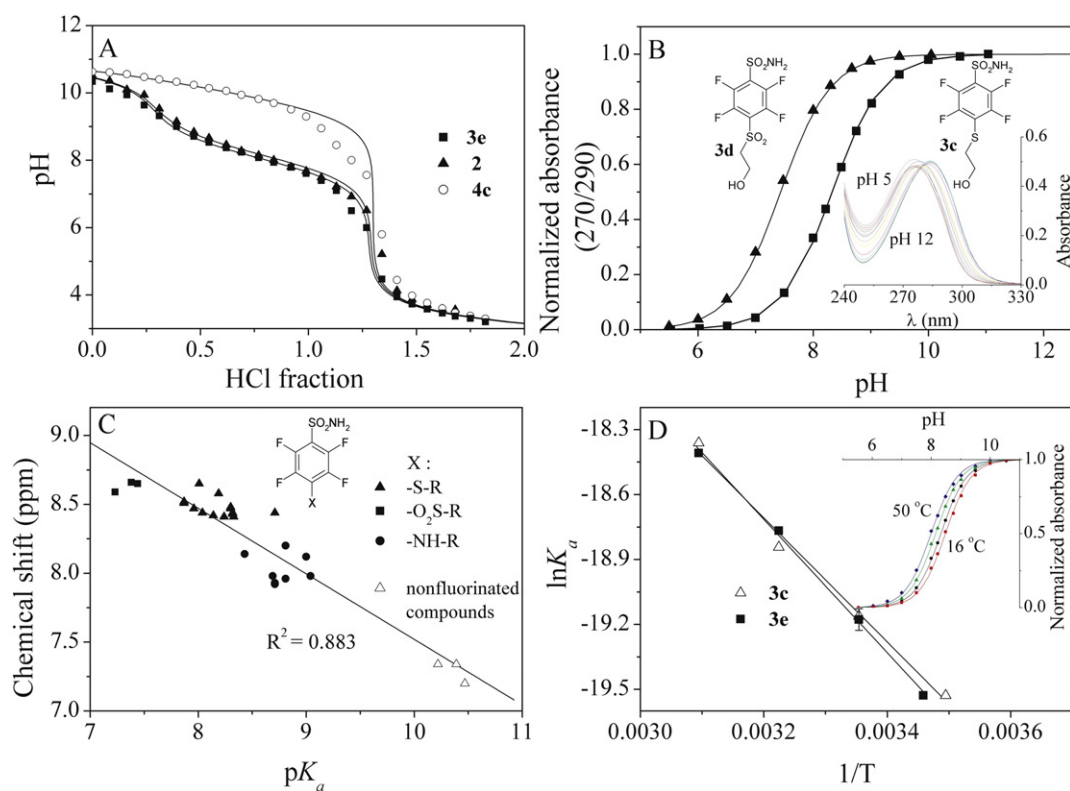 A
12
10
8
6
4
pH
0.0 0.5 1.0 1.5 2.0
HCl fraction
3e
2
4c
B
Normalized absorbance
(270/290)
1.0
0.8
0.6
0.4
0.2
0.0
6 8 10 12
pH
SO2NH2
F F
F F
SO2
3d
HO
SO2NH2
F F
F F
S
3c
HO
pH 5
pH 12
0.6
0.3
0.0
Absorbance
240 270 300 330
λ (nm)
C
9.0
8.5
8.0
7.5
7.0
Chemical shift (ppm)
7 8 9 10 11
pKa
SO2NH2
F F
F F
X
X :
-S-R
-O2S-R
-NH-R
nonfluorinated
compounds
R2 = 0.883
D
-18.3
-18.6
-18.9
-19.2
-19.5
lnKa
0.0030 0.0032 0.0034 0.0036
1/T
3c
3e
pH
6 8 10
50 °C
16 °C
1.0
0.5
0.0
Normalized absorbance